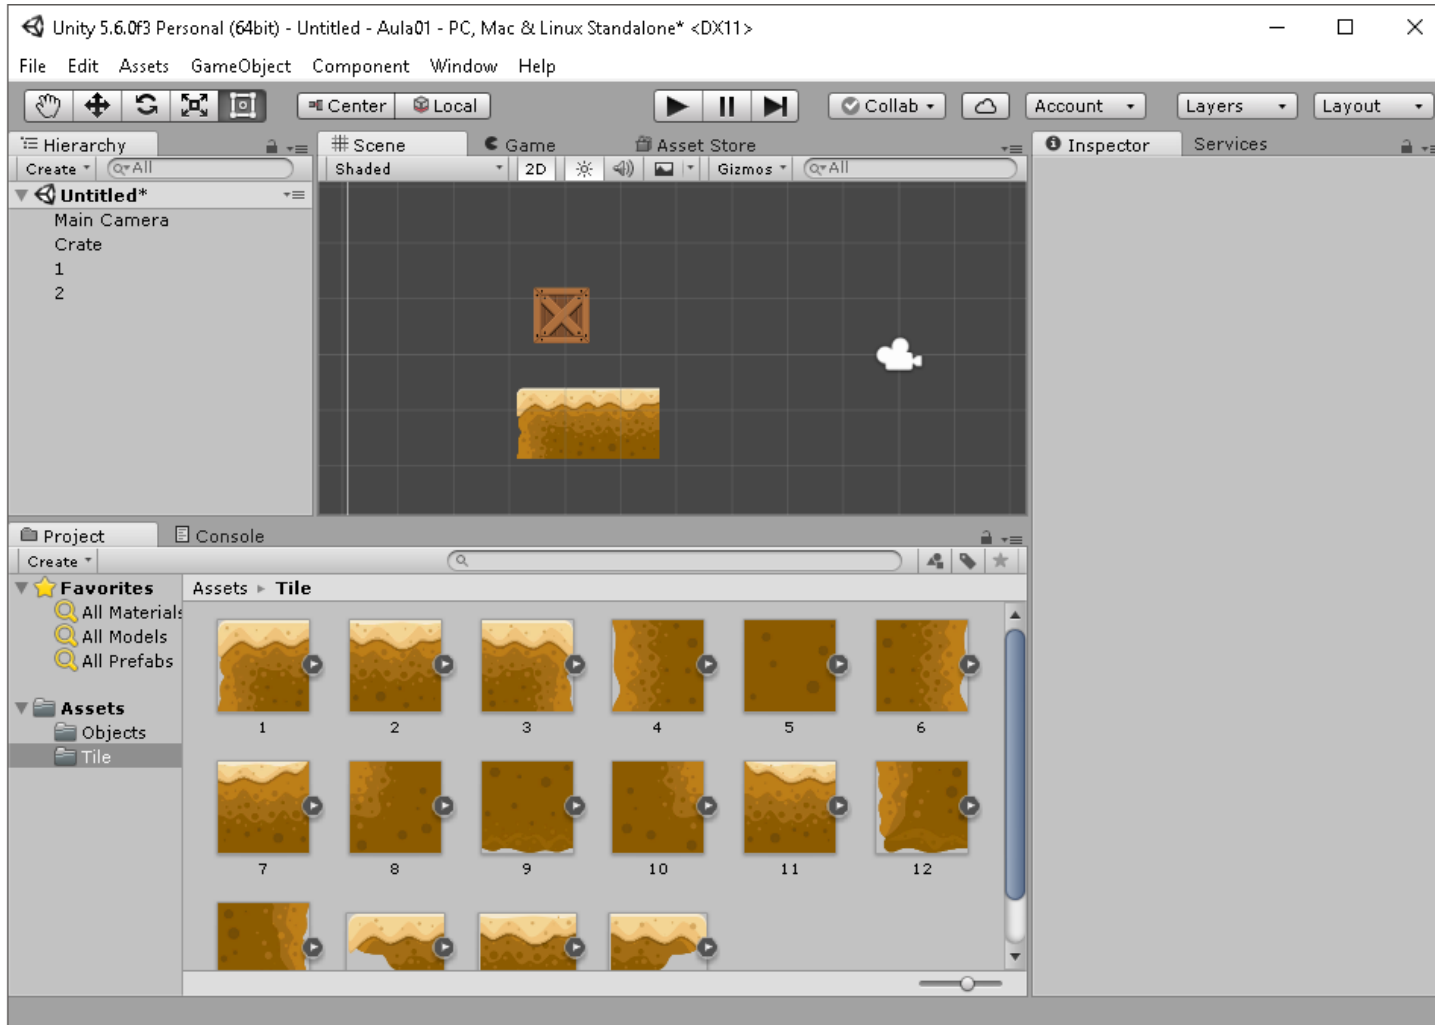 Unity 5.6.0f3 Personal (64bit) - Untitled - Aula01 - PC, Mac & Linux Standalone* <DX11>
File Edit Assets GameObject Component Window Help
Center Local Collab Account Layers Layout
Hierarchy
Create All
Untitled*
Main Camera
Crate
1
2
Scene Game Asset Store
Shaded 2D Gizmos All
Inspector Services
Project Console
Create
Favorites
All Materials
All Models
All Prefabs
Assets
Objects
Tile
Assets Tile
1 2 3 4 5 6
7 8 9 10 11 12